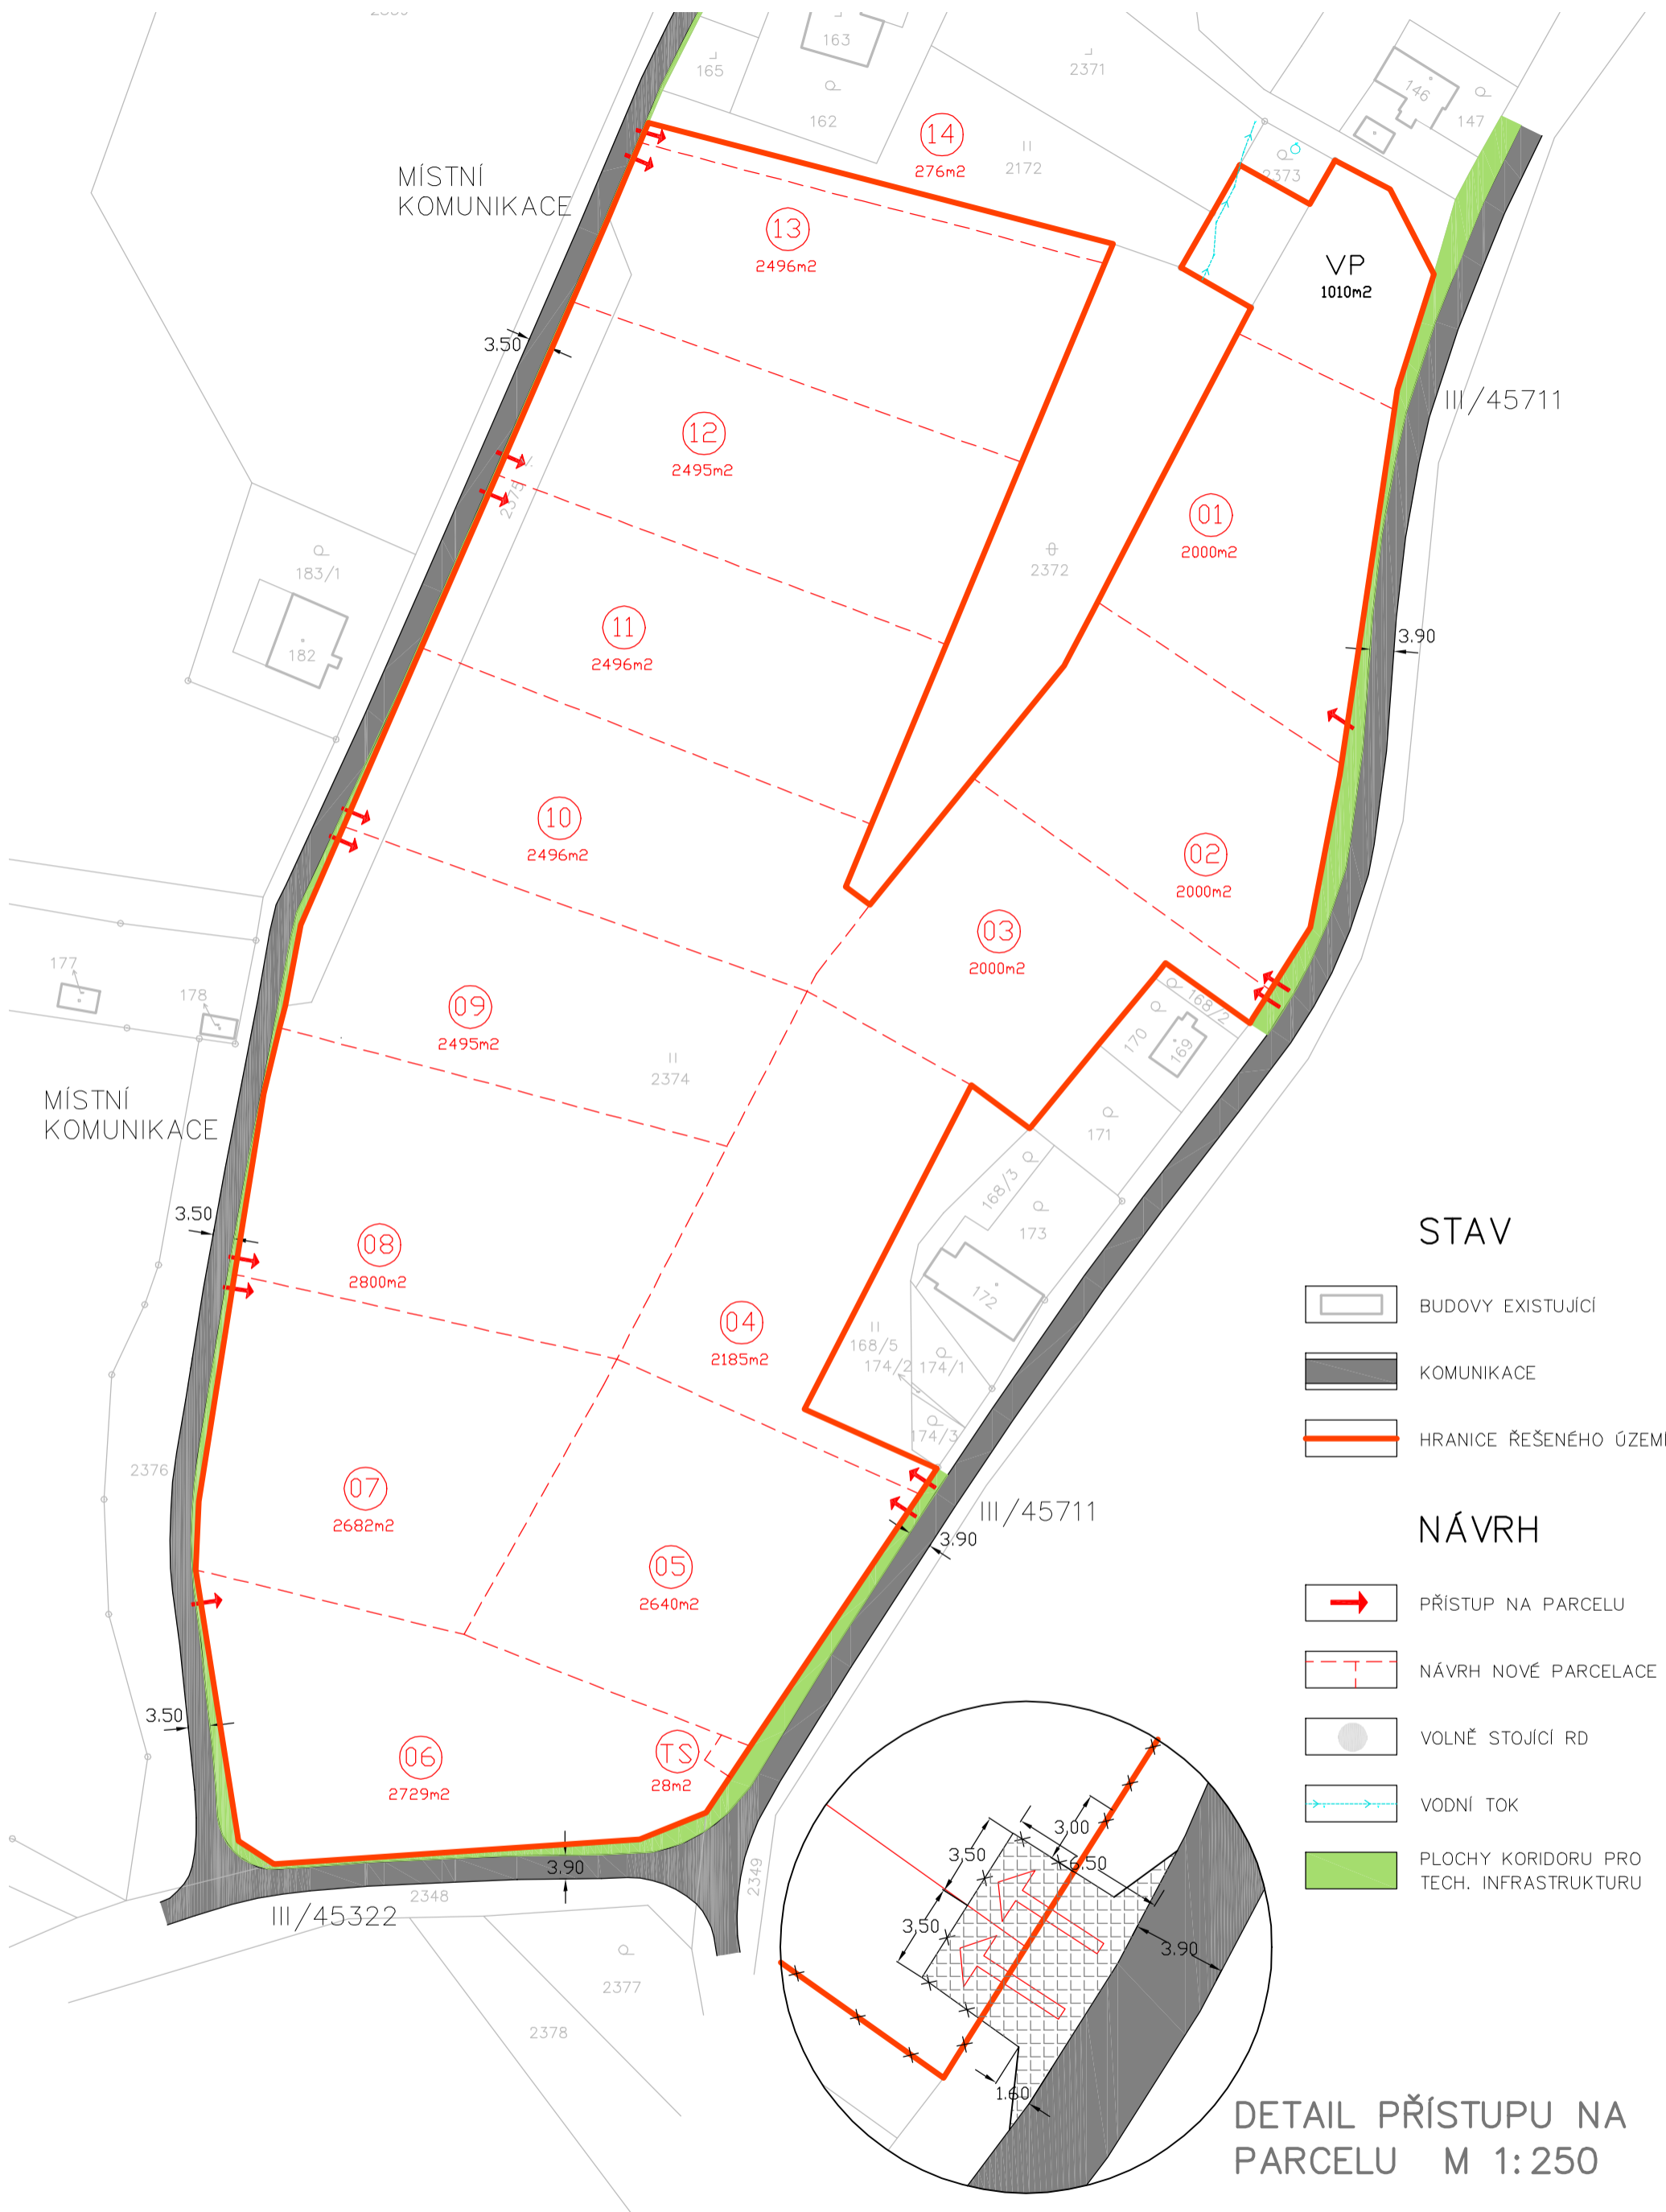 163
165
162
2371
146
147
14
276m2
2172
2373
MÍSTNÍ
KOMUNIKACE
13
2496m2
VP
1010m2
3.50
III/45711
12
2495m2
2375
01
2000m2
2372
183/1
182
11
2496m2
3.90
10
2496m2
02
2000m2
03
2000m2
177
178
168/2
170
169
09
2495m2
2374
MÍSTNÍ
KOMUNIKACE
171
168/3
173
3.50
08
2800m2
172
04
2185m2
168/5
174/2
174/1
174/3
2376
07
2682m2
III/45711
3.90
05
2640m2
3.50
06
2729m2
TS
28m2
3.90
2348
2349
III/45322
2377
2378
STAV
BUDOVY EXISTUJÍCÍ
KOMUNIKACE
HRANICE ŘEŠENÉHO ÚZEMÍ
NÁVRH
PŘÍSTUP NA PARCELU
NÁVRH NOVÉ PARCELACE
VOLNĚ STOJÍCÍ RD
VODNÍ TOK
PLOCHY KORIDORU PRO
TECH. INFRASTRUKTURU
3,00
3,50
6.50
3,50
3.90
1.60
DETAIL PŘÍSTUPU NA
PARCELU M 1:250